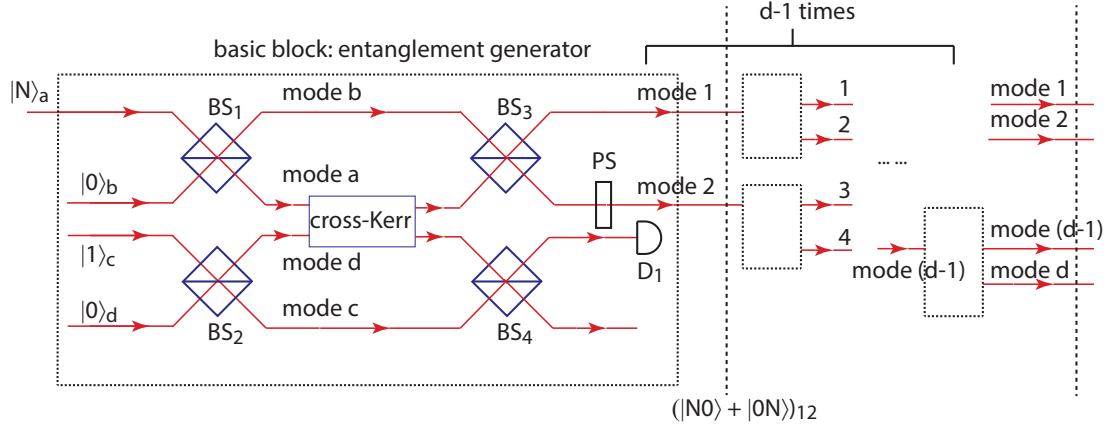 d-1 times
basic block: entanglement generator
|N⟩a
BS1
mode b
BS3
mode 1
1
mode 1
2
mode 2
... ...
PS
mode a
mode 2
|0⟩b
cross-Kerr
3
|1⟩c
mode d
D1
4
mode (d-1)
mode (d-1)
mode d
|0⟩d
mode c
BS2
BS4
(|N0⟩ + |0N⟩)12